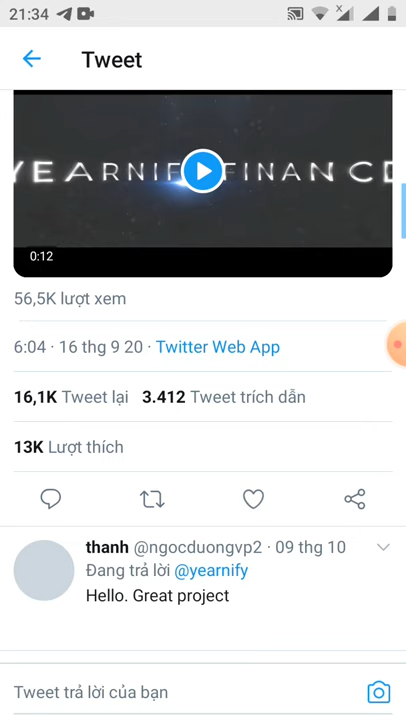 21:34
Tweet
YEARNIFY FINANCE
0:12
56,5K lượt xem
6:04 · 16 thg 9 20 · Twitter Web App
16,1K Tweet lại 3.412 Tweet trích dẫn
13K Lượt thích
thanh @ngocduongvp2 · 09 thg 10
Đang trả lời @yearnify
Hello. Great project
Tweet trả lời của bạn